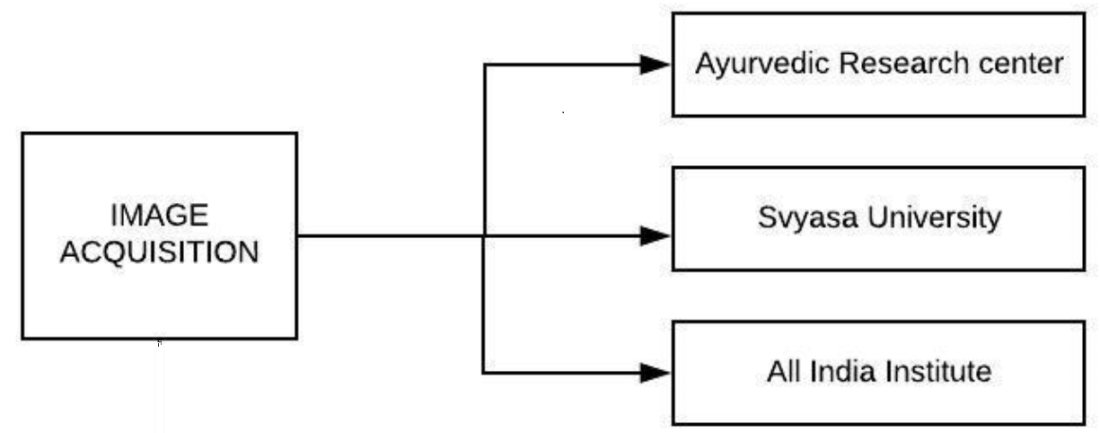 IMAGE
ACQUISITION
Ayurvedic Research center
Svyasa University
All India Institute